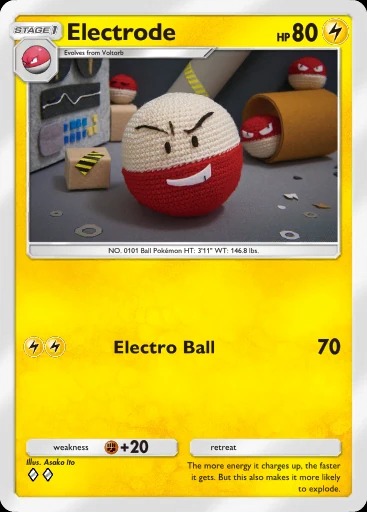 STAGE 1 Electrode HP 80
Evolves from Voltorb
NO. 0101 Ball Pokémon HT: 3'11" WT: 146.8 lbs.
Electro Ball 70
weakness +20 retreat
Illus. Asako Ito
The more energy it charges up, the faster
it gets. But this also makes it more likely
to explode.